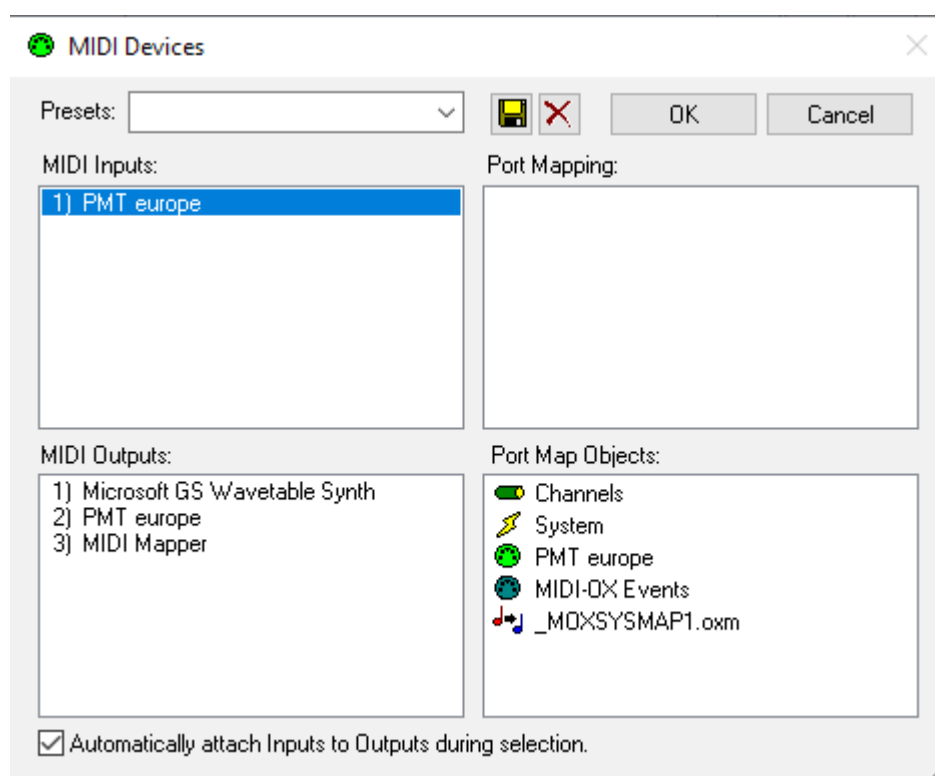 MIDI Devices
Presets:
OK
Cancel
MIDI Inputs:
1) PMT europe
Port Mapping:
MIDI Outputs:
1) Microsoft GS Wavetable Synth
2) PMT europe
3) MIDI Mapper
Port Map Objects:
Channels
System
PMT europe
MIDI-OX Events
_MOXSYSMAP1.oxm
Automatically attach Inputs to Outputs during selection.